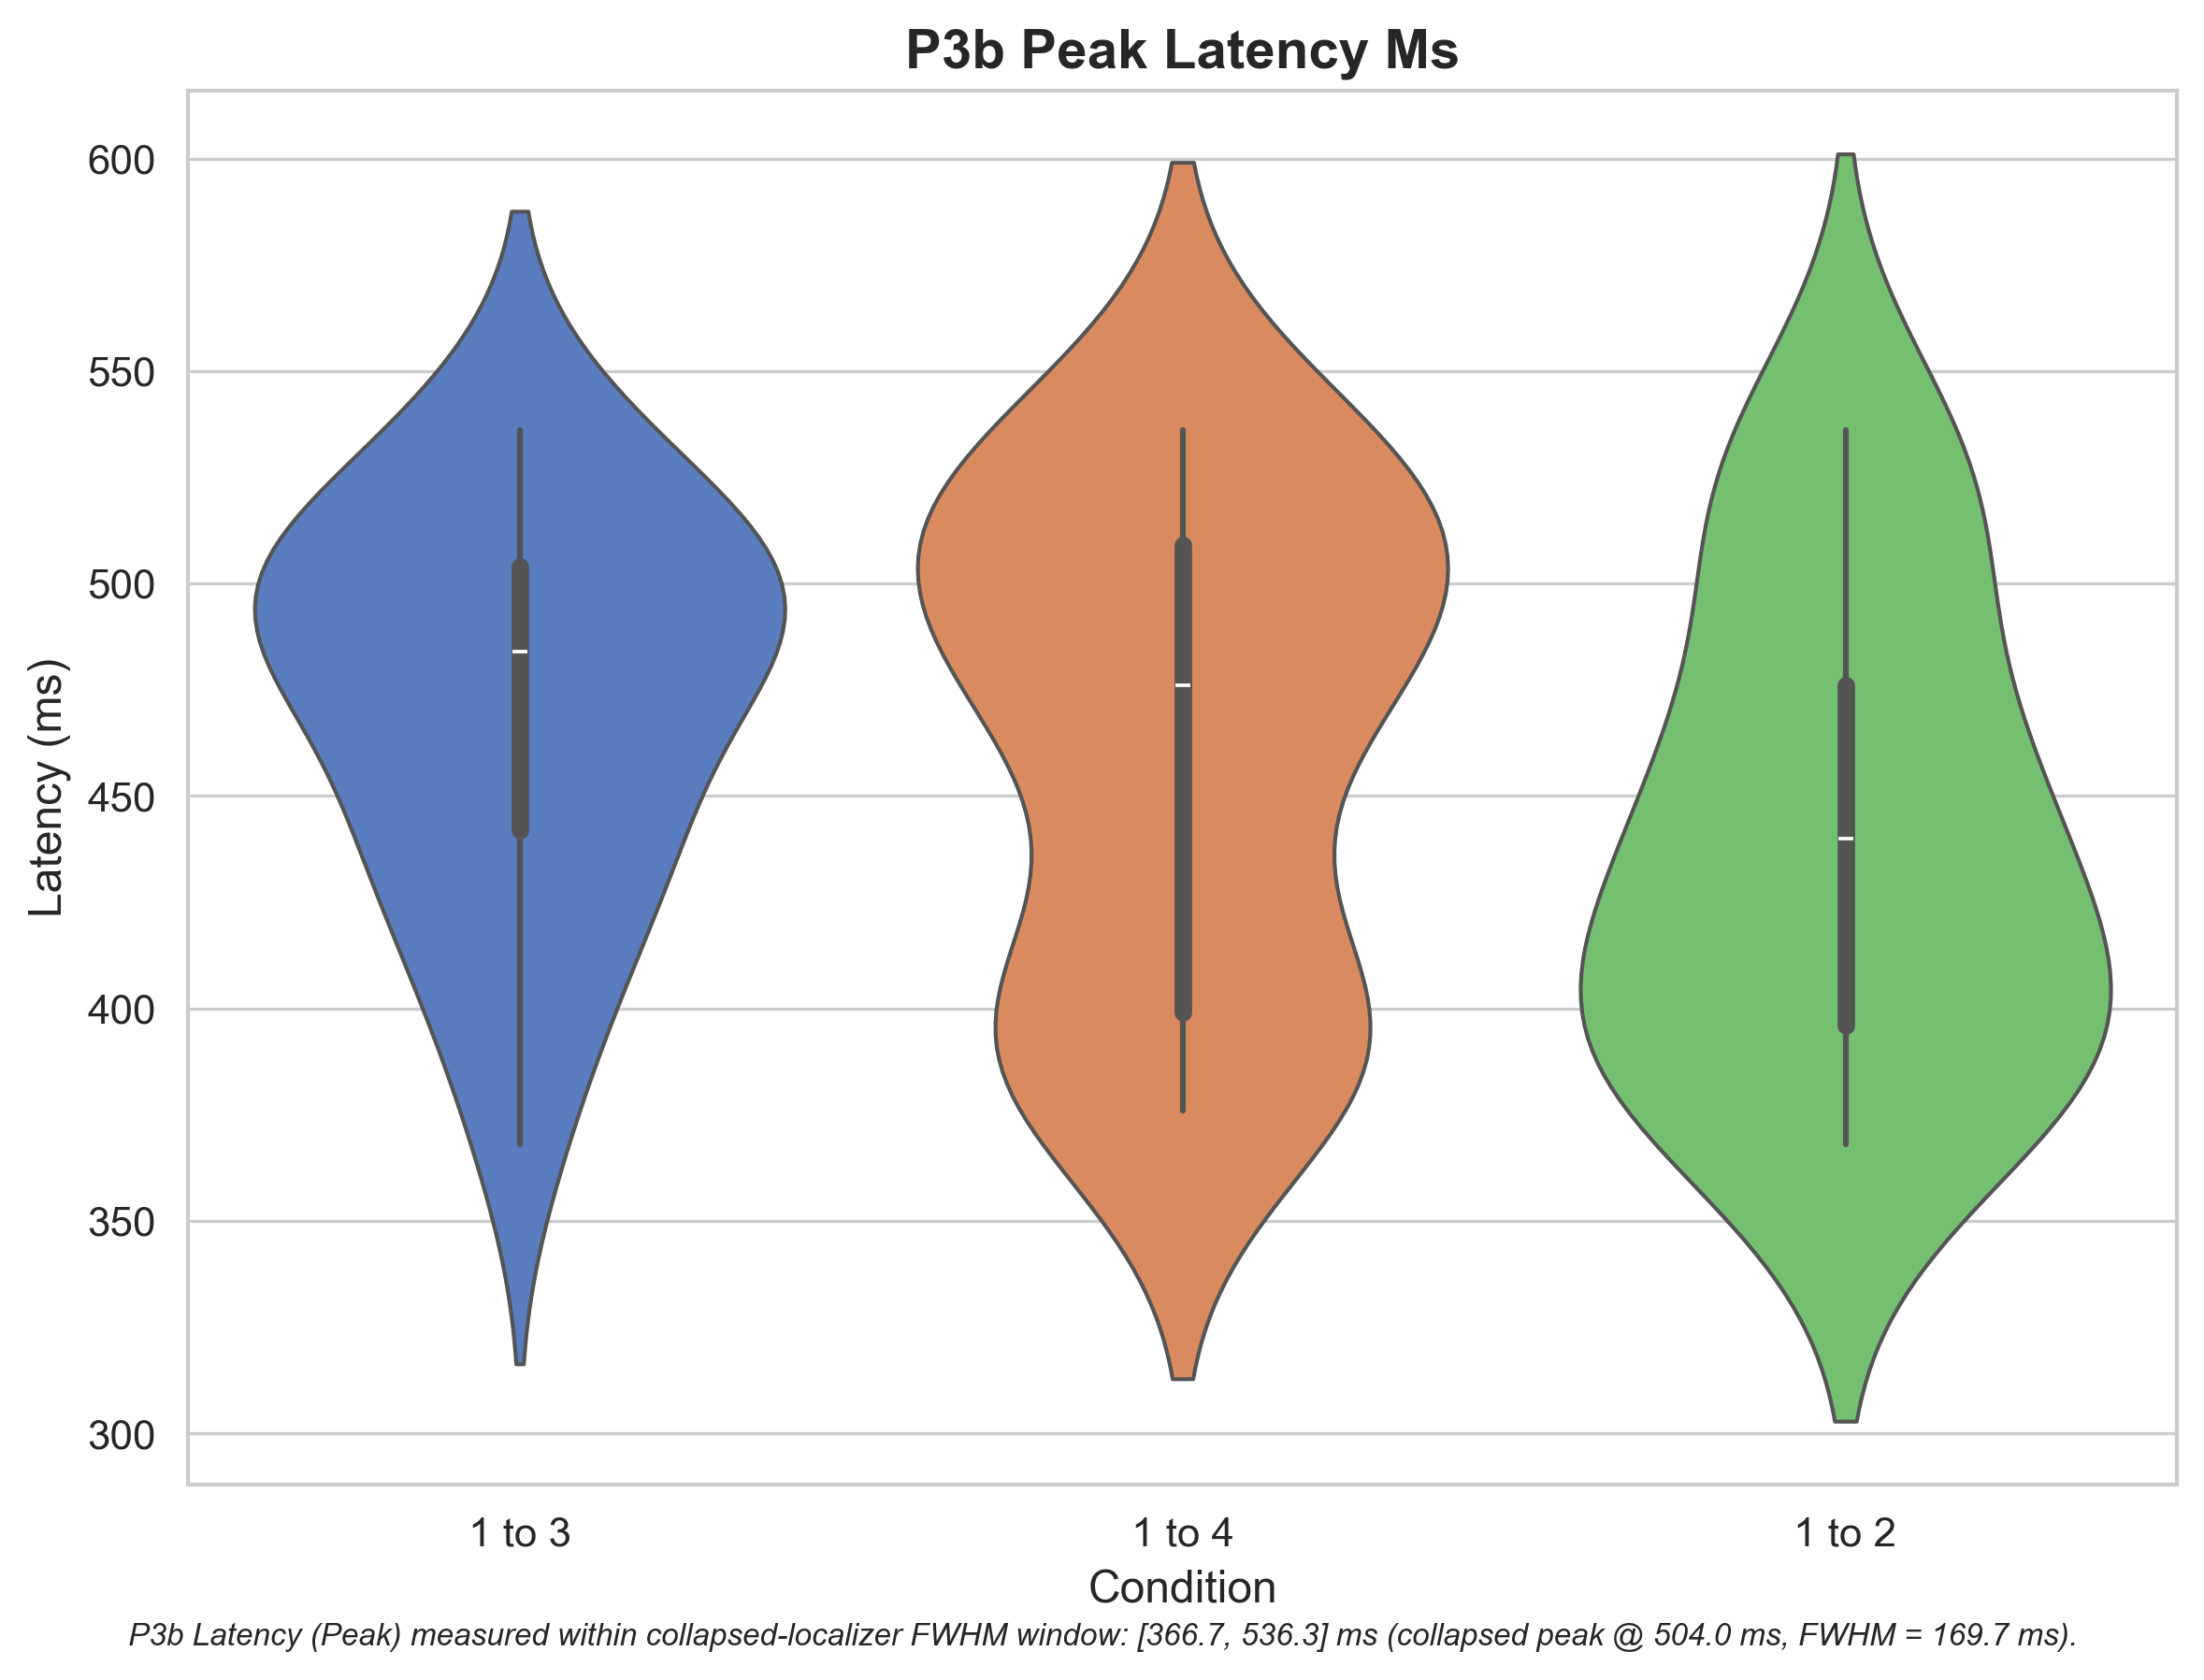 P3b Peak Latency Ms
600
550
500
450
400
350
300
Latency (ms)
1 to 3
1 to 4
1 to 2
Condition
P3b Latency (Peak) measured within collapsed-localizer FWHM window: [366.7, 536.3] ms (collapsed peak @ 504.0 ms, FWHM = 169.7 ms).